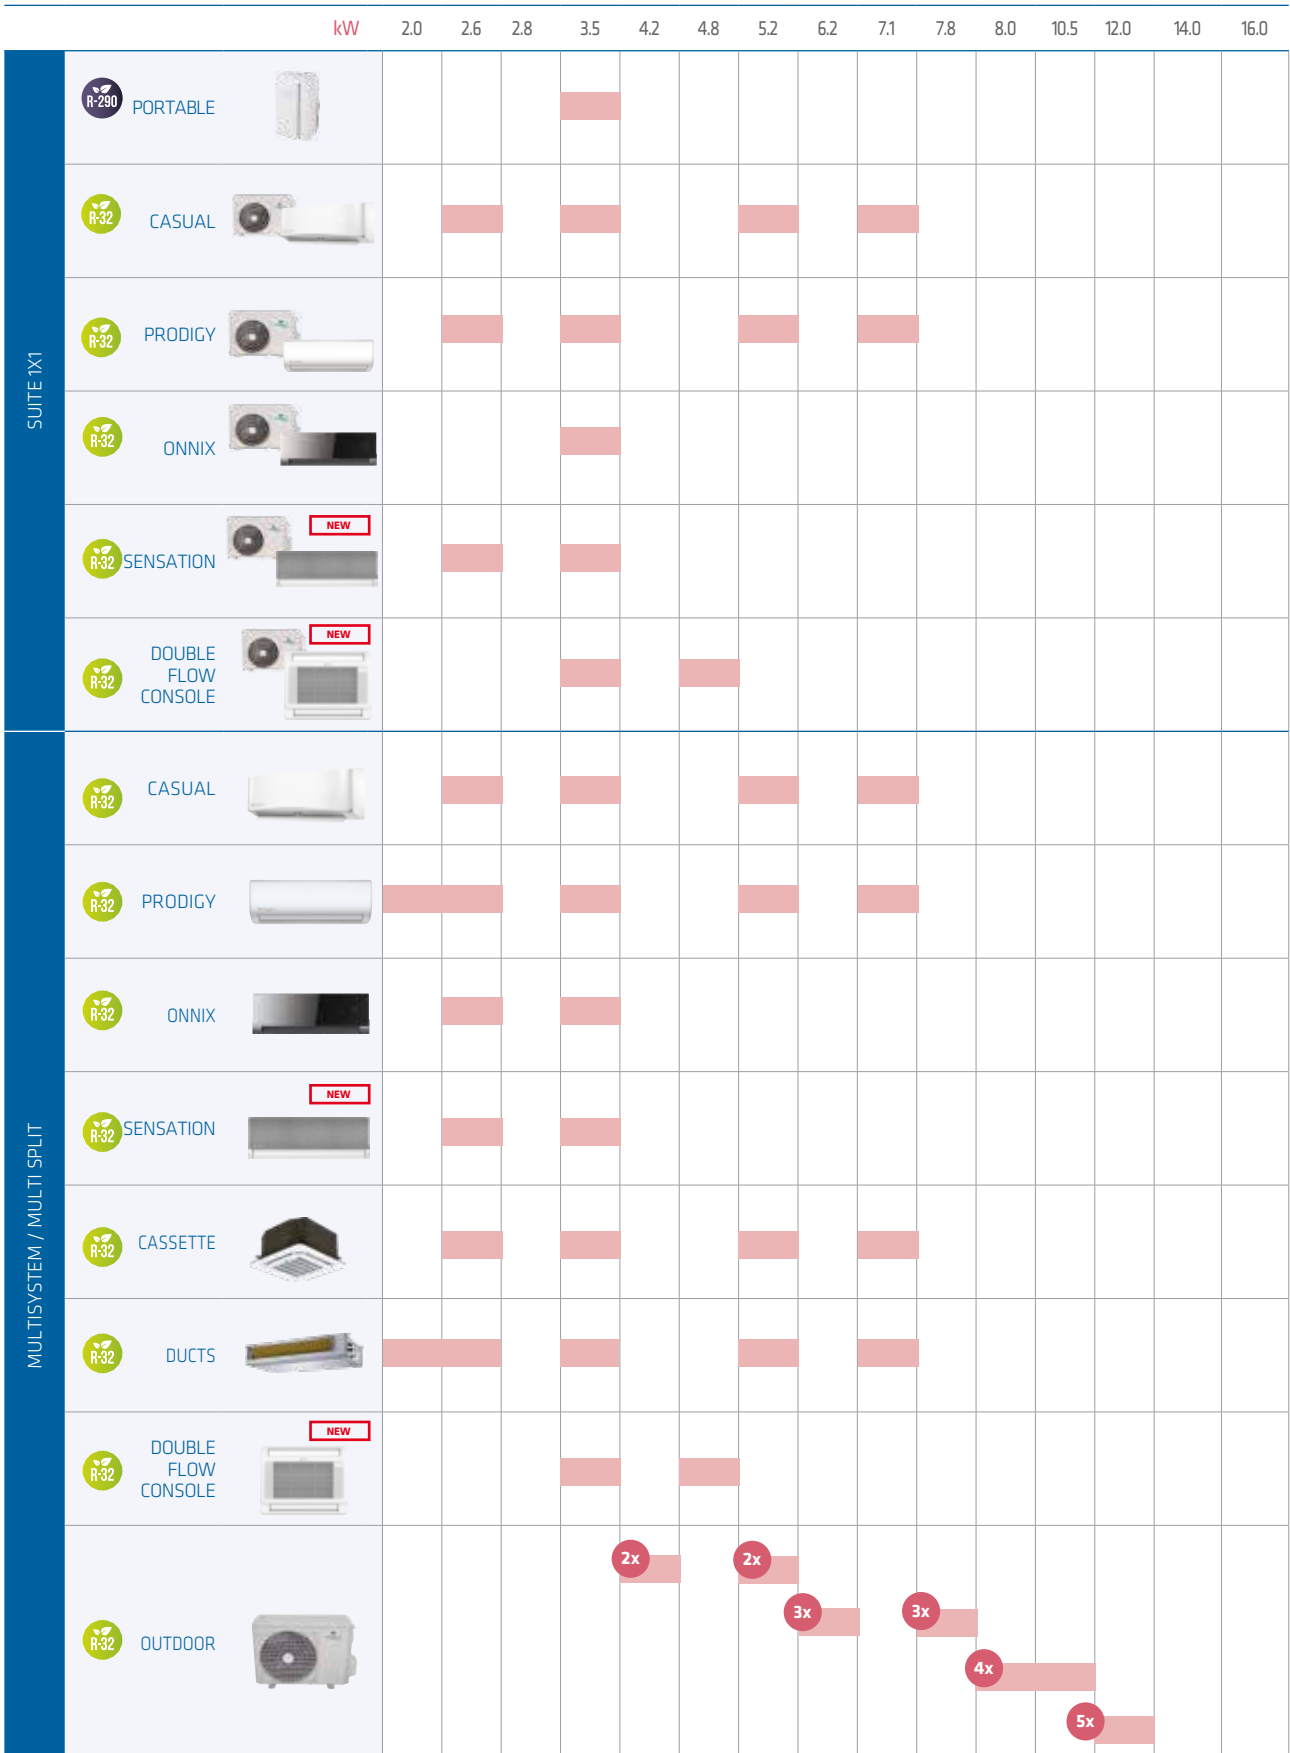 kW 2.0 2.6 2.8 3.5 4.2 4.8 5.2 6.2 7.1 7.8 8.0 10.5 12.0 14.0 16.0
SUITE 1X1
R-290 PORTABLE
R-32 CASUAL
R-32 PRODIGY
R-32 ONNIX
NEW
R-32 SENSATION
NEW
DOUBLE
R-32 FLOW
CONSOLE
MULTISYSTEM / MULTI SPLIT
R-32 CASUAL
R-32 PRODIGY
R-32 ONNIX
NEW
R-32 SENSATION
R-32 CASSETTE
R-32 DUCTS
NEW
DOUBLE
R-32 FLOW
CONSOLE
2x 2x
3x 3x
R-32 OUTDOOR
4x
5x